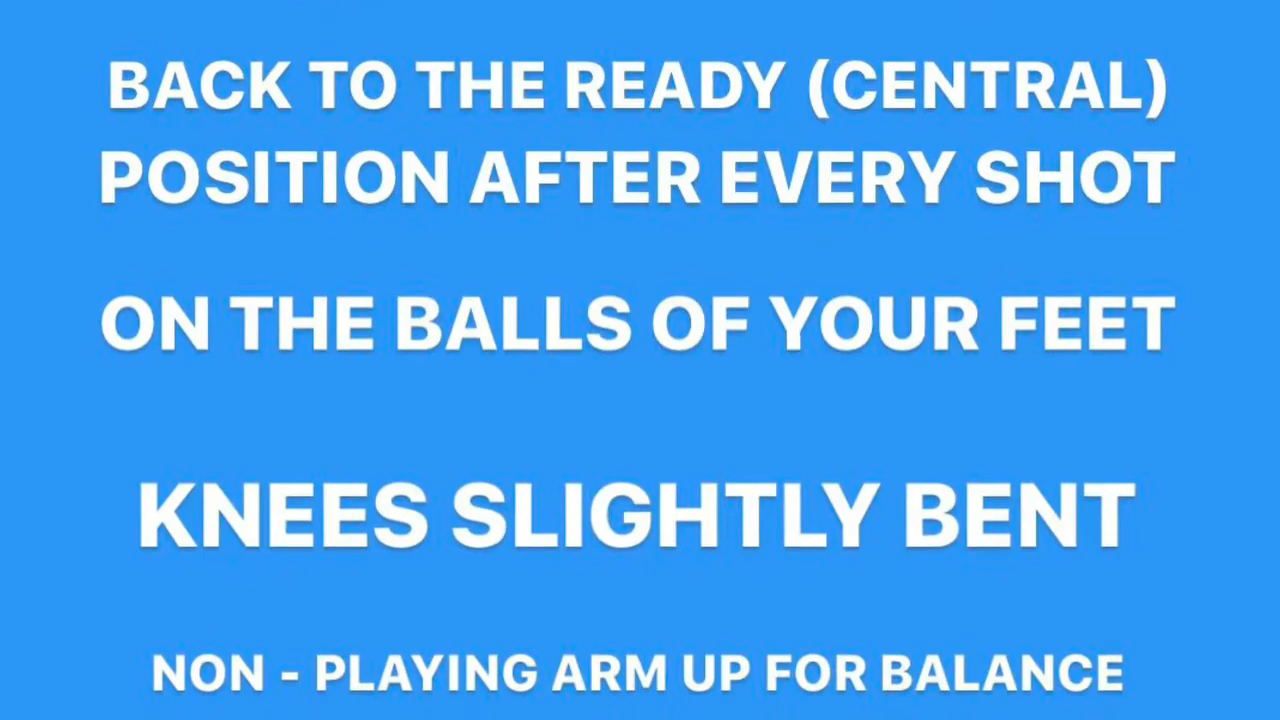 BACK TO THE READY (CENTRAL)
POSITION AFTER EVERY SHOT
ON THE BALLS OF YOUR FEET
KNEES SLIGHTLY BENT
NON - PLAYING ARM UP FOR BALANCE